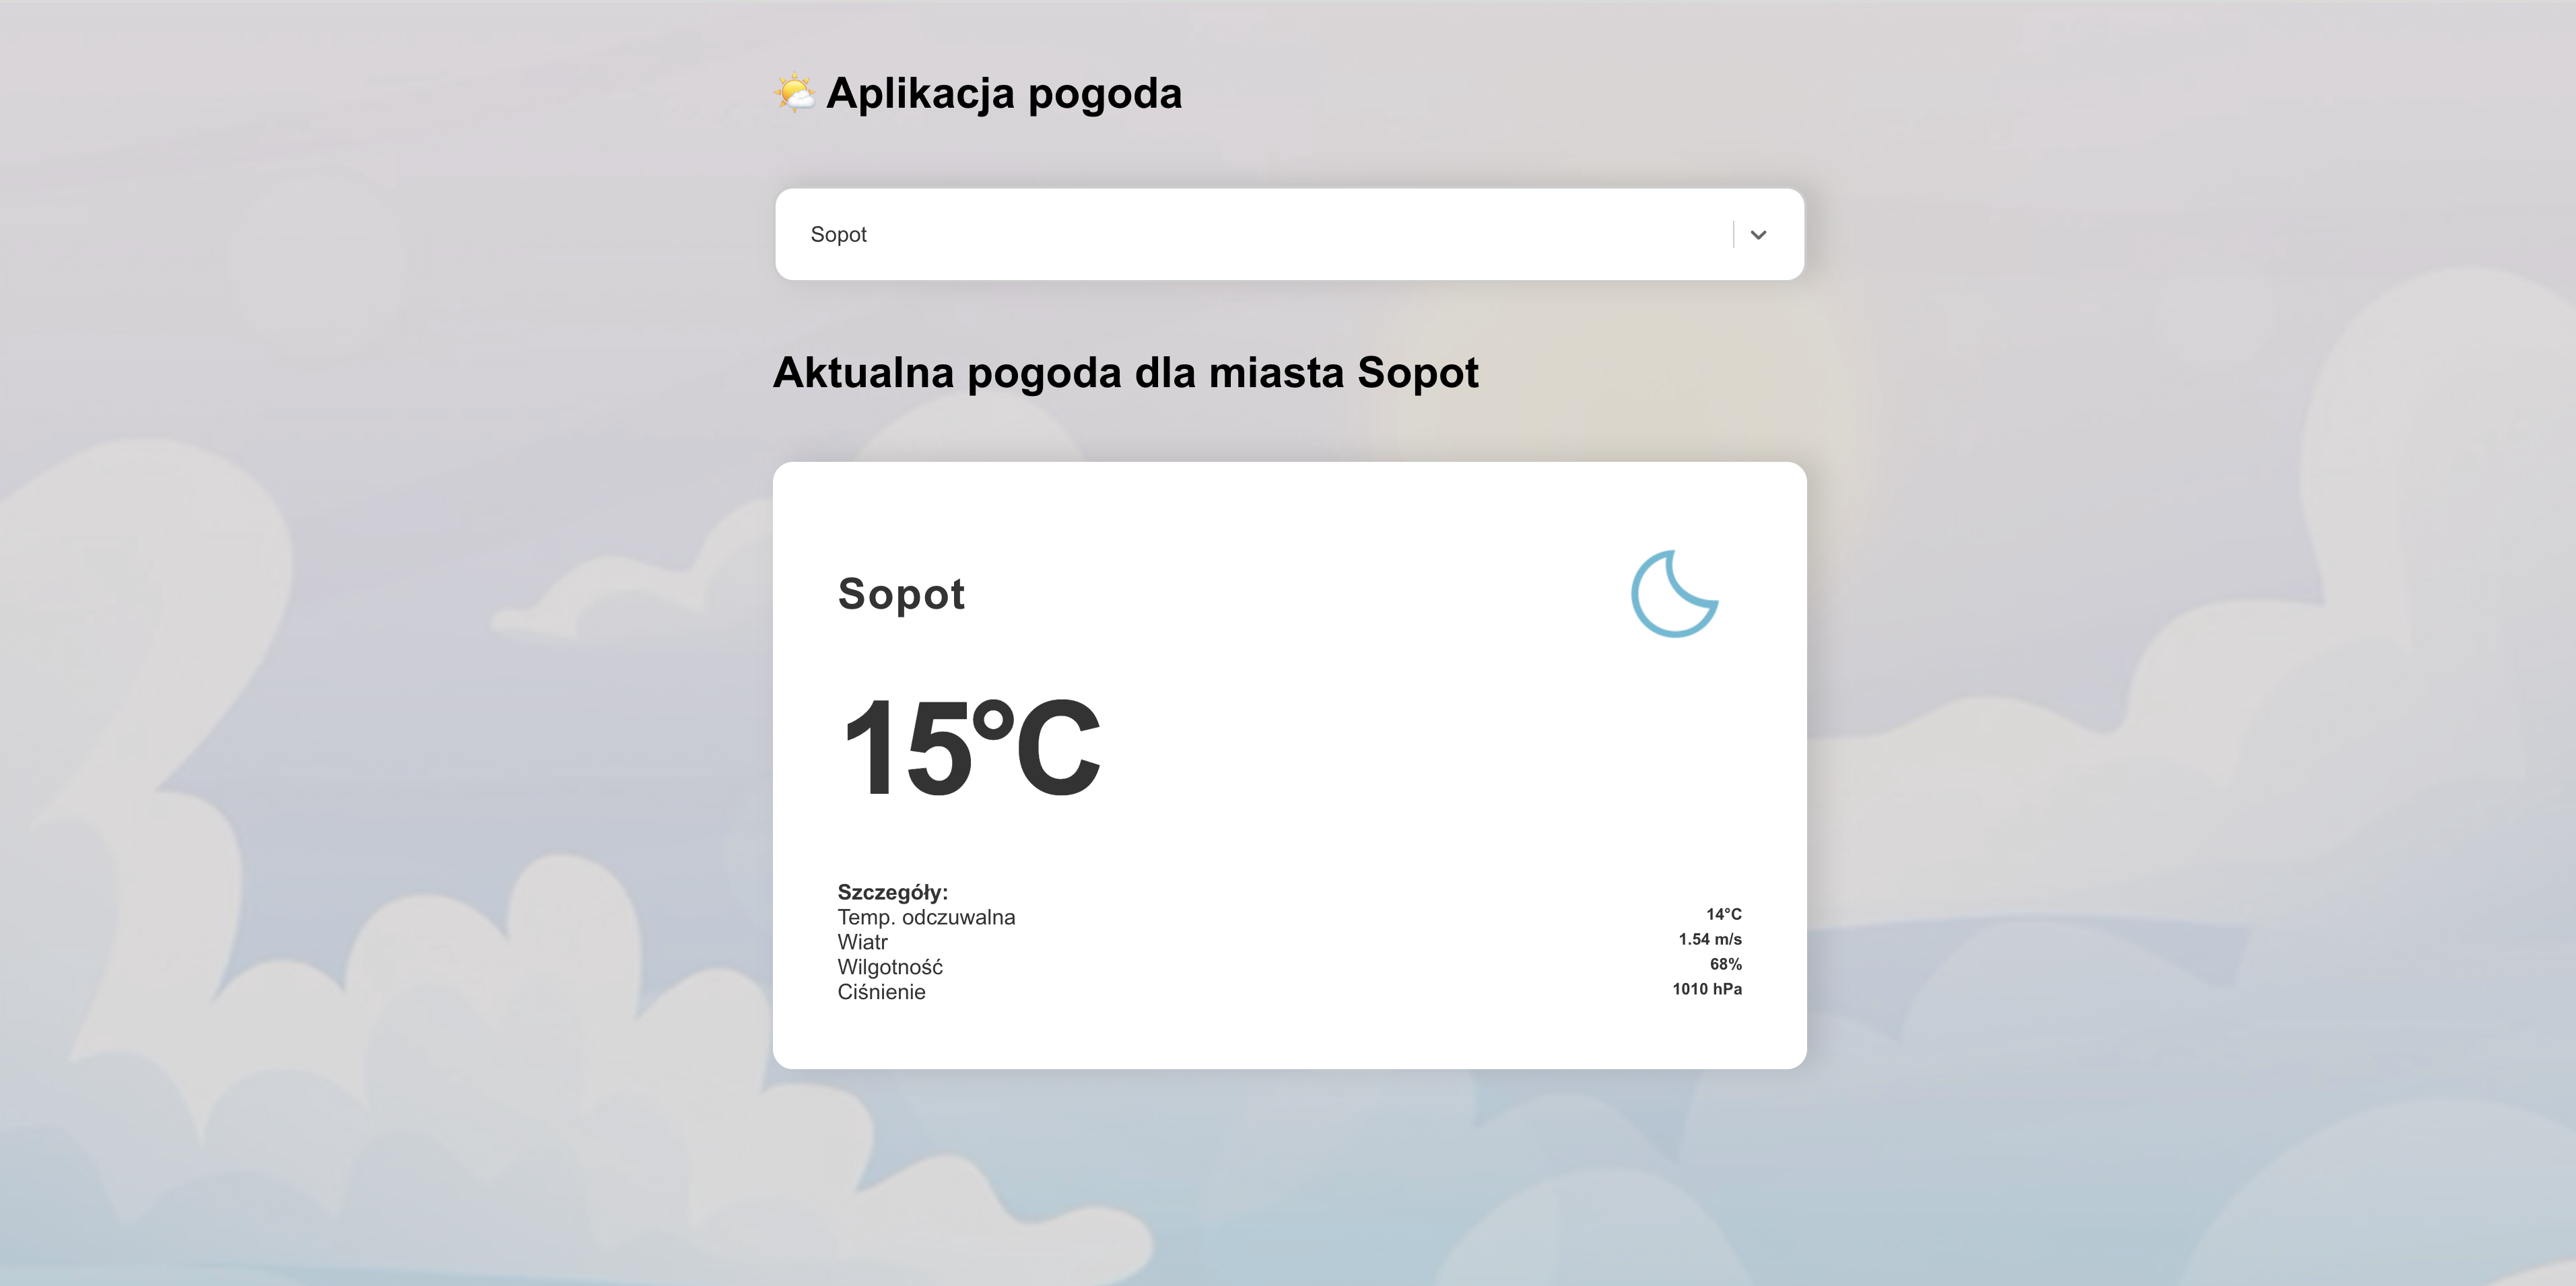 Aplikacja pogoda
Sopot
Aktualna pogoda dla miasta Sopot
Sopot
15°C
Szczegóły:
Temp. odczuwalna 14°C
Wiatr 1.54 m/s
Wilgotność 68%
Ciśnienie 1010 hPa